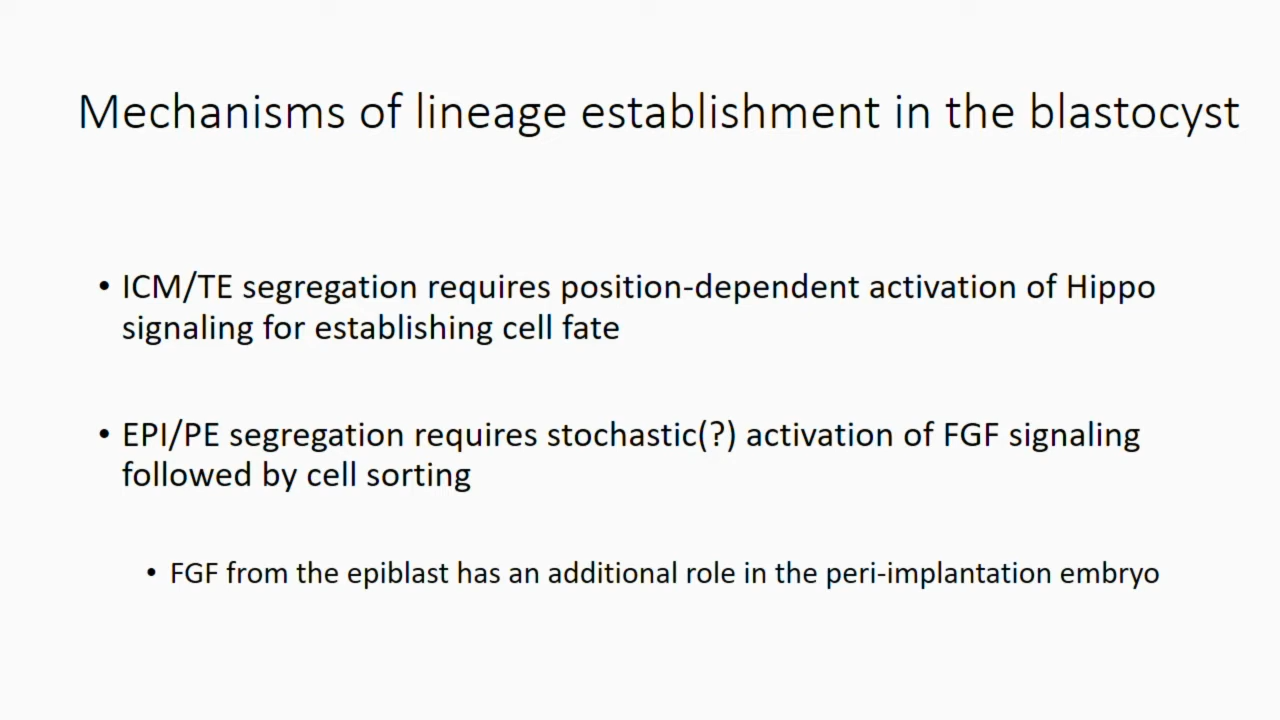 Mechanisms of lineage establishment in the blastocyst
• ICM/TE segregation requires position-dependent activation of Hippo
signaling for establishing cell fate
• EPI/PE segregation requires stochastic(?) activation of FGF signaling
followed by cell sorting
• FGF from the epiblast has an additional role in the peri-implantation embryo